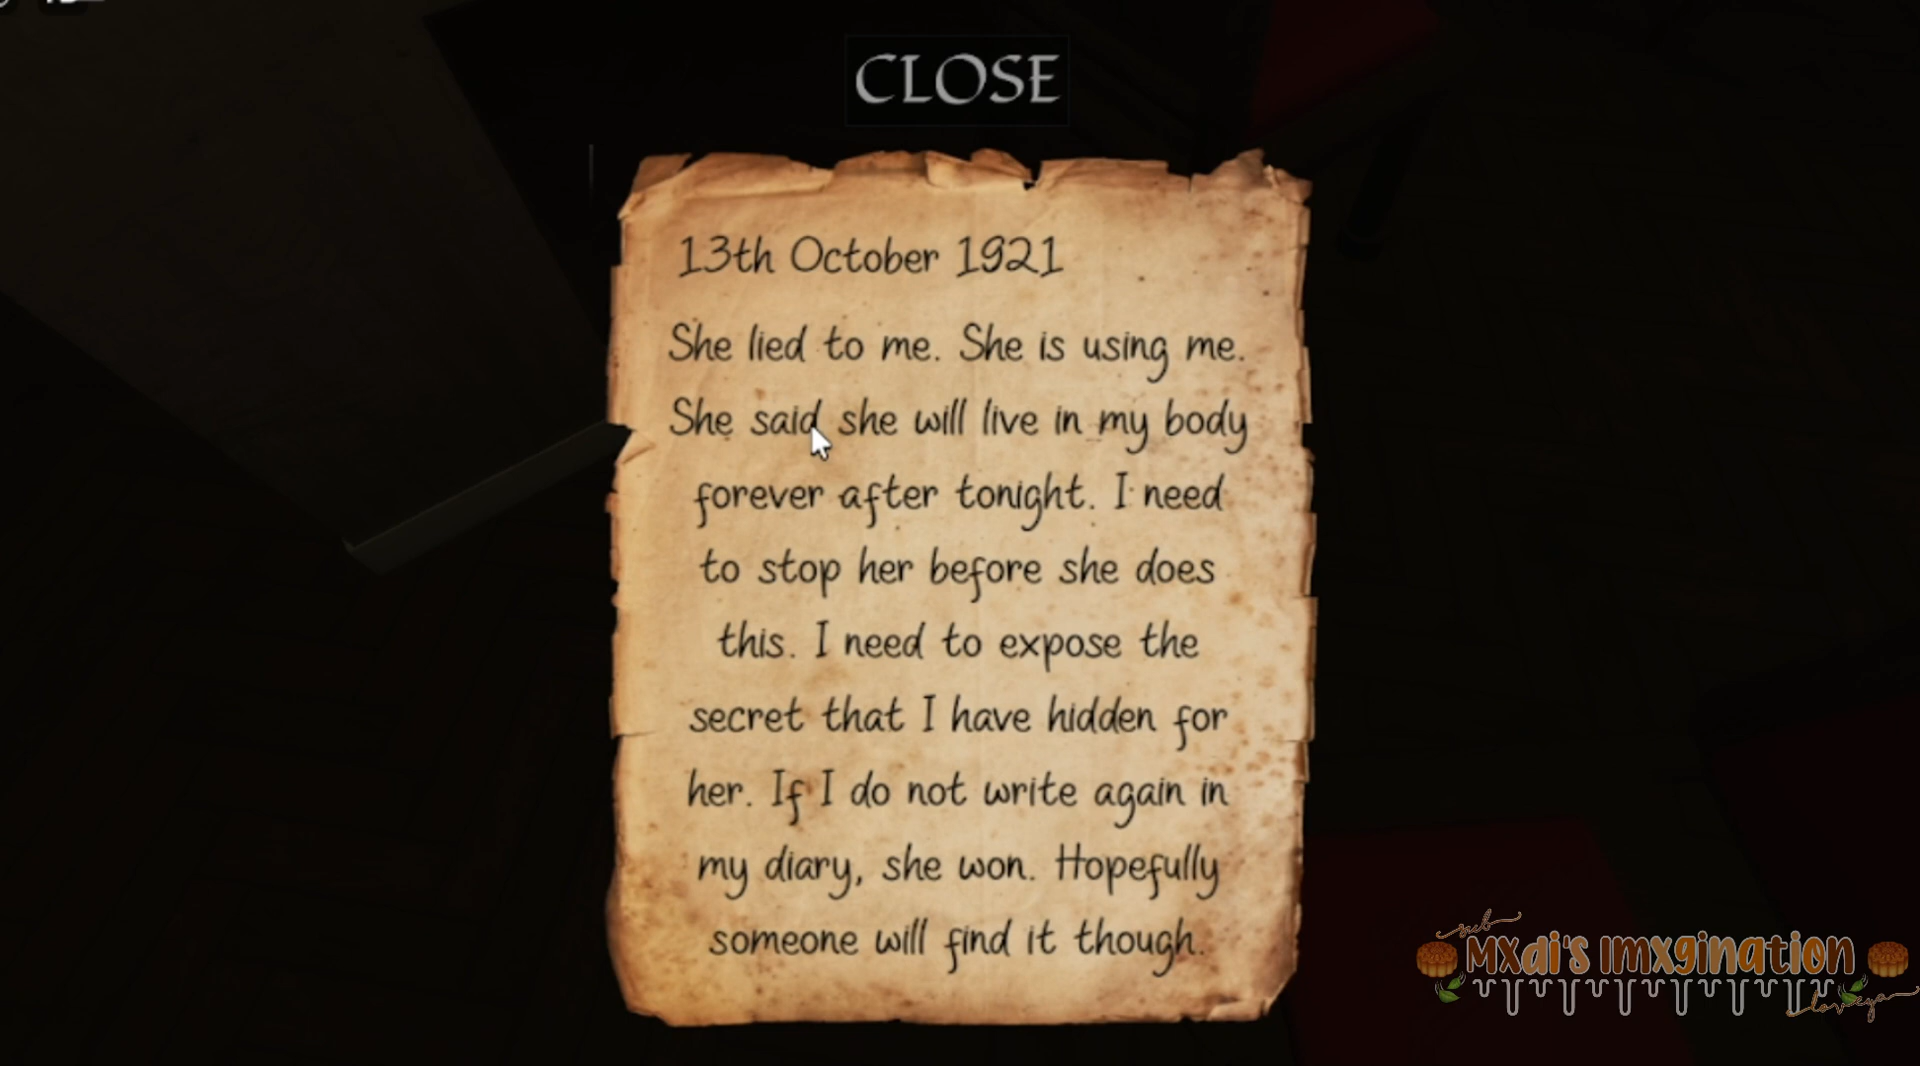 CLOSE
13th October 1921
She lied to me. She is using me.
She said she will live in my body
forever after tonight. I need
to stop her before she does
this. I need to expose the
secret that I have hidden for
her. If I do not write again in
my diary, she won. Hopefully
someone will find it though.
sub
MXai's Imxgination
love ya